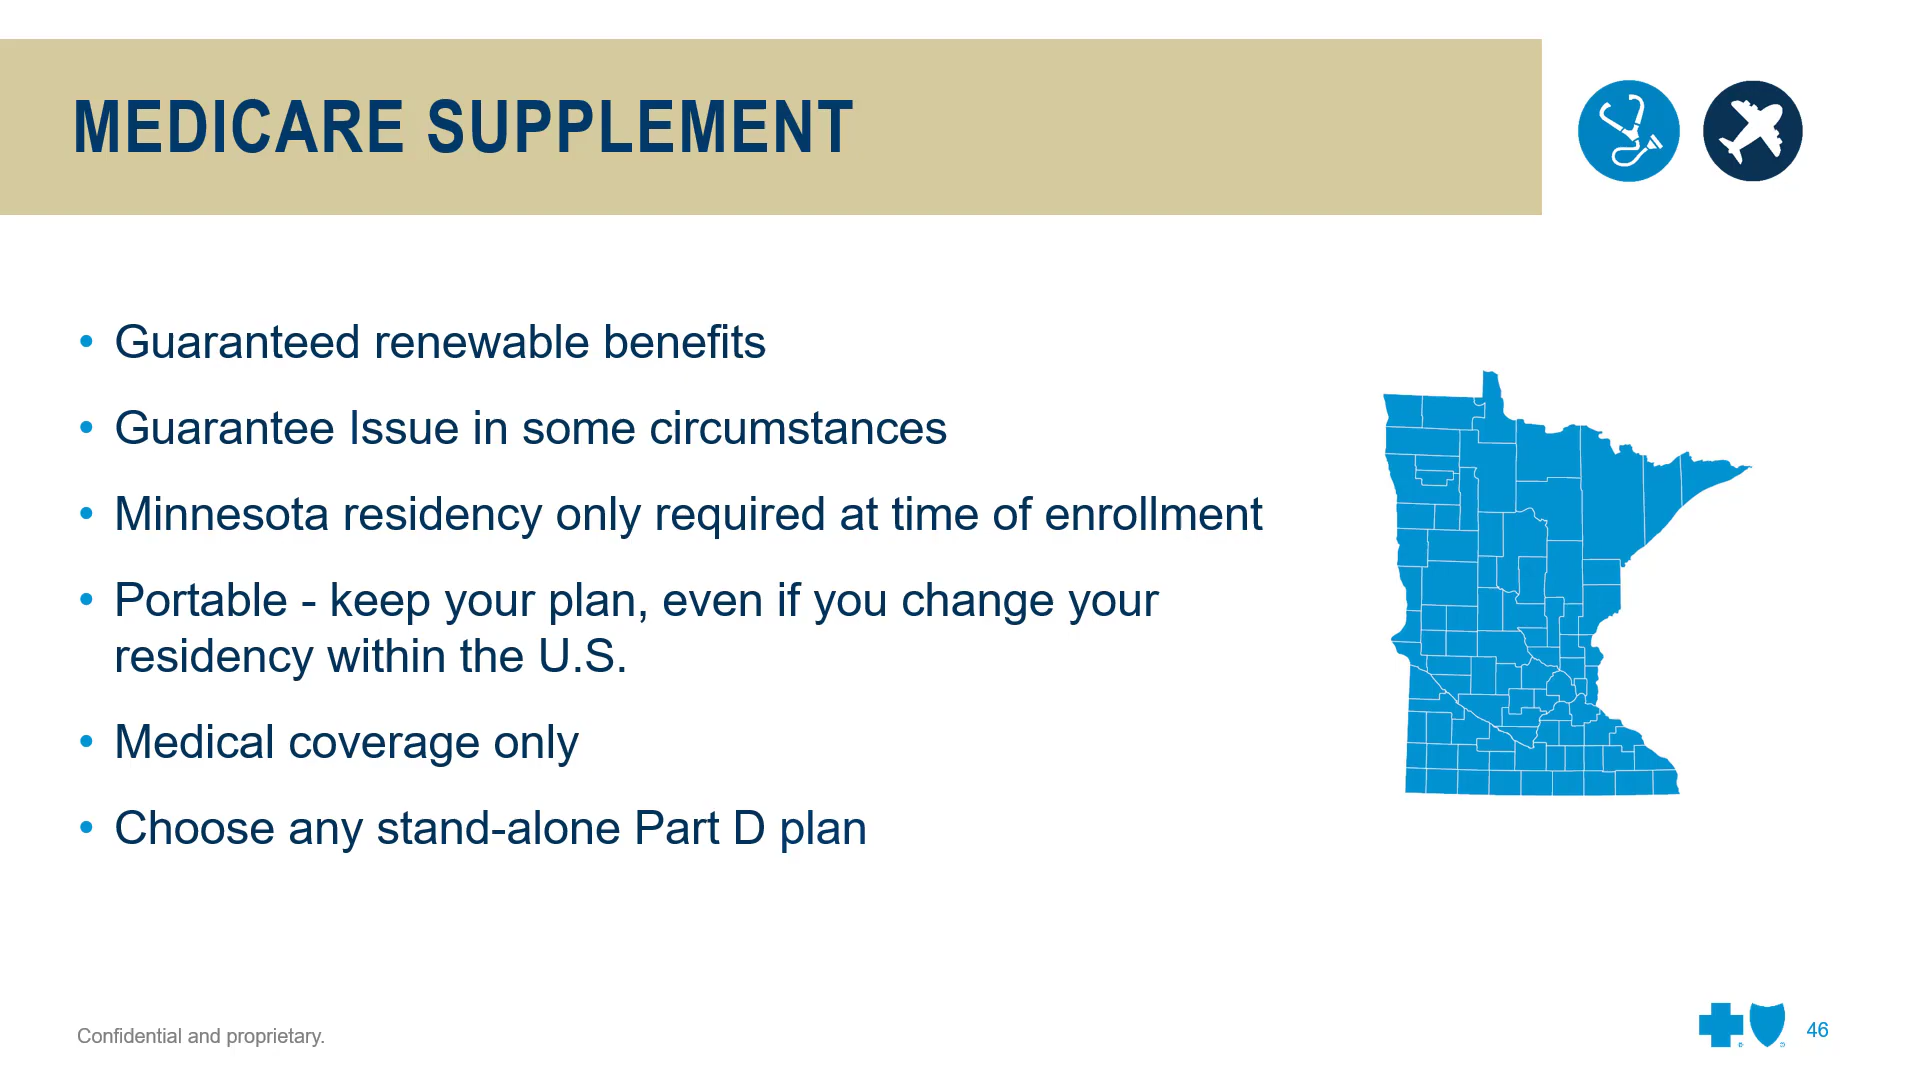 MEDICARE SUPPLEMENT
• Guaranteed renewable benefits
• Guarantee Issue in some circumstances
• Minnesota residency only required at time of enrollment
• Portable - keep your plan, even if you change your
residency within the U.S.
• Medical coverage only
• Choose any stand-alone Part D plan
Confidential and proprietary.
46